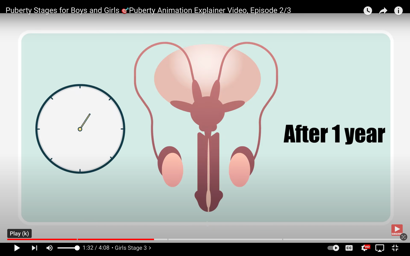 Puberty Stages for Boys and Girls 🎯Puberty Animation Explainer Video, Episode 2/3
After 1 year
Play (k)
1:32 / 4:08 • Girls Stage 3 >